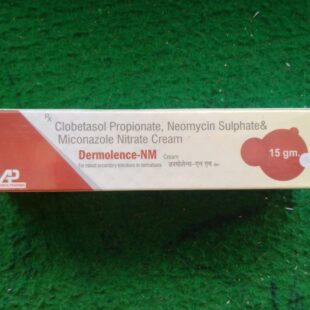 Rx
Clobetasol Propionate, Neomycin Sulphate&
Miconazole Nitrate Cream
Dermolence-NM Cream
15 gm.
AP